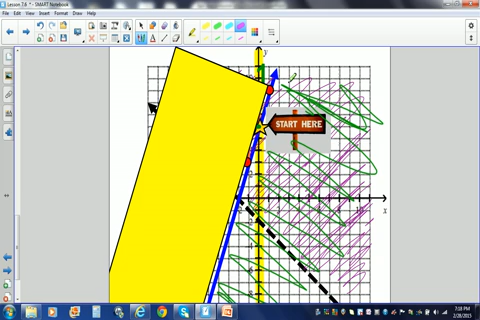 Lesson 7.6 * - SMART Notebook
File Edit View Insert Format Draw Help
START HERE
y
x
7:18 PM
2/28/2015